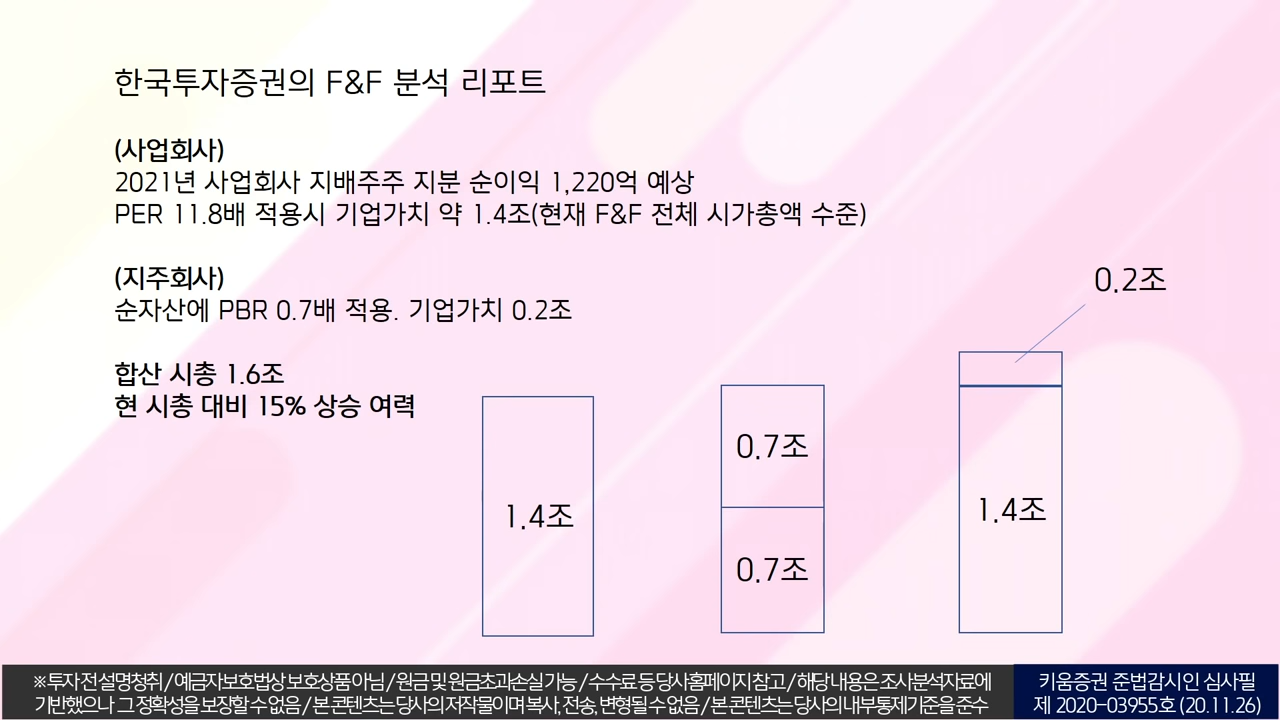 한국투자증권의 F&F 분석 리포트
(사업회사)
2021년 사업회사 지배주주 지분 순이익 1,220억 예상
PER 11.8배 적용시 기업가치 약 1.4조(현재 F&F 전체 시가총액 수준)
(지주회사)
순자산에 PBR 0.7배 적용. 기업가치 0.2조
합산 시총 1.6조
현 시총 대비 15% 상승 여력
1.4조
0.7조
0.7조
0.2조
1.4조
※ 투자 전 설명청취 / 예금자보호법상 보호상품 아님 / 원금 및 원금초과손실 가능 / 수수료 등 당사홈페이지 참고 / 해당 내용은 조사분석자료에
기반했으나 그 정확성을 보장할 수 없음 / 본 콘텐츠는 당사의 저작물이며 복사, 전송, 변형될 수 없음 / 본 콘텐츠는 당사의 내부통제기준을 준수
키움증권 준법감시인 심사필
제 2020-03955호 (20.11.26)